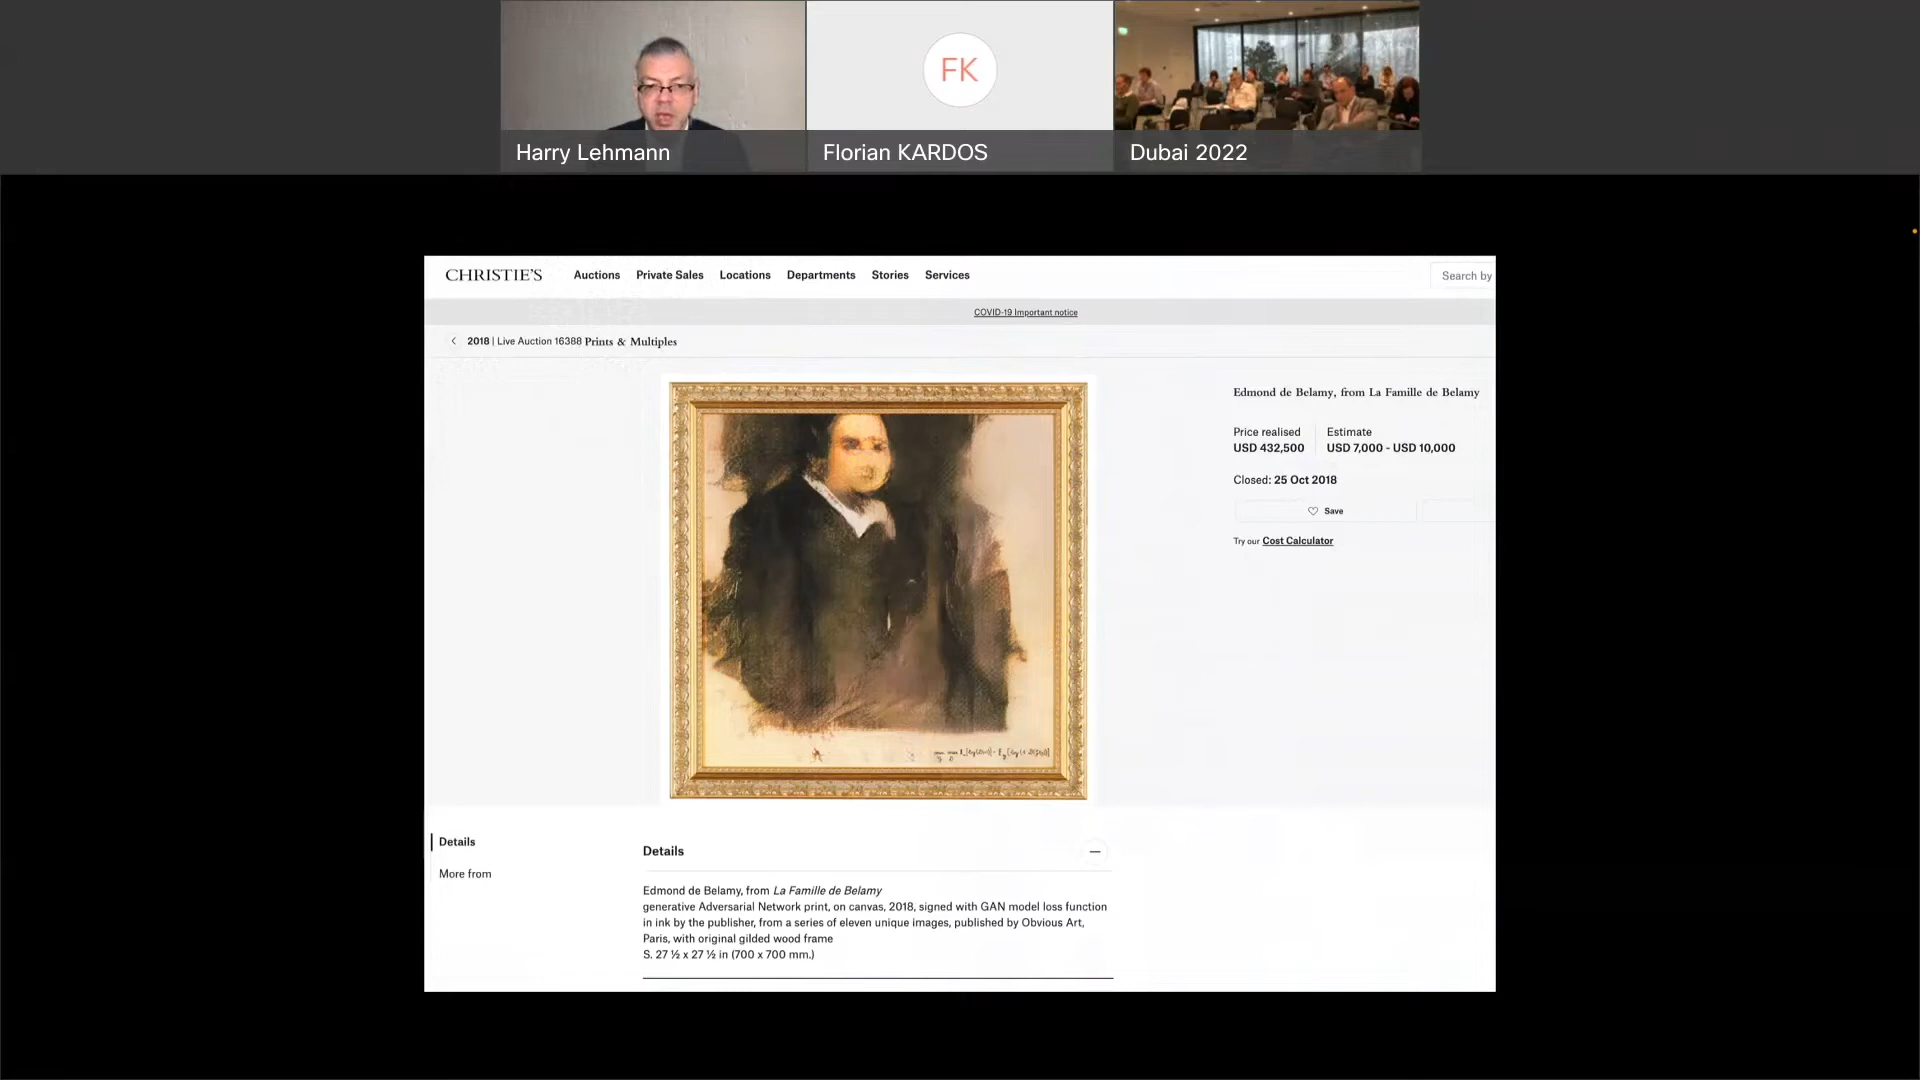 FK
Harry Lehmann
Florian KARDOS
Dubai 2022
CHRISTIE'S Auctions Private Sales Locations Departments Stories Services Search by
COVID-19 Important notice
2018 | Live Auction 16388 Prints & Multiples
Edmond de Belamy, from La Famille de Belamy
Price realised Estimate
USD 432,500 USD 7,000 - USD 10,000
Closed: 25 Oct 2018
Save
Try our Cost Calculator
Details
More from
Details
Edmond de Belamy, from La Famille de Belamy
generative Adversarial Network print, on canvas, 2018, signed with GAN model loss function
in ink by the publisher, from a series of eleven unique images, published by Obvious Art,
Paris, with original gilded wood frame
S. 27 ½ x 27 ½ in (700 x 700 mm.)